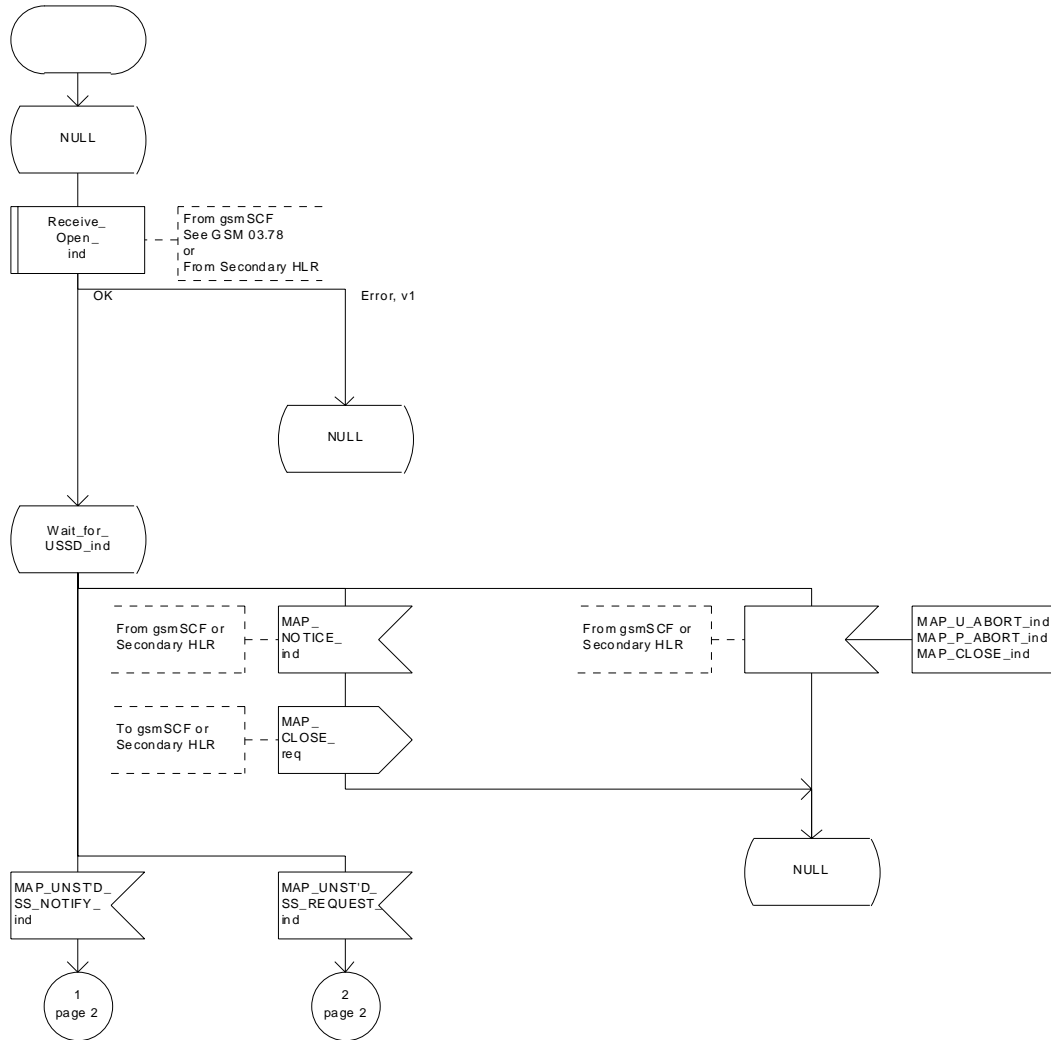 NULL
Receive_
Open_
ind
From gsmSCF
See GSM 03.78
or
From Secondary HLR
OK
Error, v1
NULL
Wait_for_
USSD_ind
From gsmSCF or
Secondary HLR
MAP_
NOTICE_
ind
From gsmSCF or
Secondary HLR
MAP_U_ABORT_ind
MAP_P_ABORT_ind
MAP_CLOSE_ind
To gsmSCF or
Secondary HLR
MAP_
CLOSE_
req
NULL
MAP_UNST'D_
SS_NOTIFY_
ind
MAP_UNST'D_
SS_REQUEST_
ind
1
page 2
2
page 2